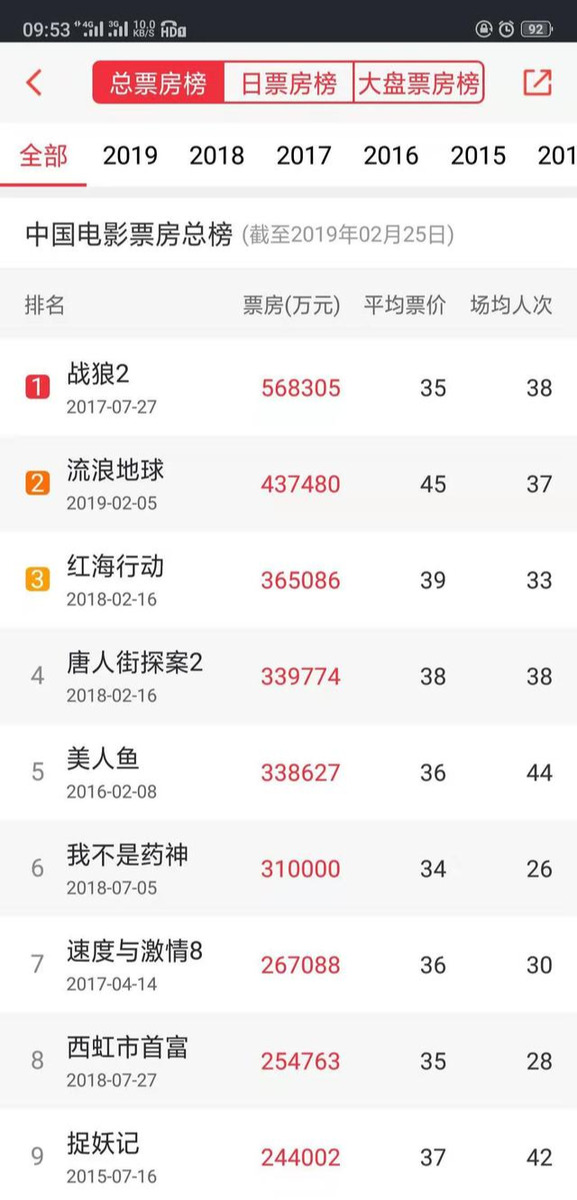 09:53 4G 3G 10.0 KB/S HD 92
总票房榜 日票房榜 大盘票房榜
全部 2019 2018 2017 2016 2015 201
中国电影票房总榜 (截至2019年02月25日)
排名 票房(万元) 平均票价 场均人次
1 战狼2 568305 35 38
2017-07-27
2 流浪地球 437480 45 37
2019-02-05
3 红海行动 365086 39 33
2018-02-16
4 唐人街探案2 339774 38 38
2018-02-16
5 美人鱼 338627 36 44
2016-02-08
6 我不是药神 310000 34 26
2018-07-05
7 速度与激情8 267088 36 30
2017-04-14
8 西虹市首富 254763 35 28
2018-07-27
9 捉妖记 244002 37 42
2015-07-16